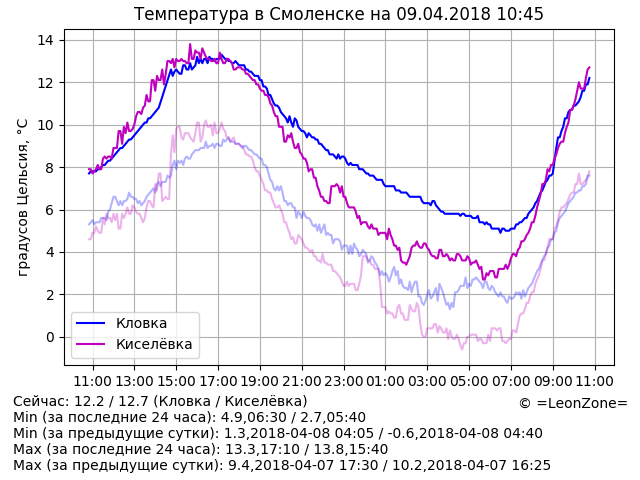 Температура в Смоленске на 09.04.2018 10:45
градусов Цельсия, °C
14
12
10
8
6
4
2
0
Кловка
Киселёвка
11:00 13:00 15:00 17:00 19:00 21:00 23:00 01:00 03:00 05:00 07:00 09:00 11:00
Сейчас: 12.2 / 12.7 (Кловка / Киселёвка)
© =LeonZone=
Min (за последние 24 часа): 4.9,06:30 / 2.7,05:40
Min (за предыдущие сутки): 1.3,2018-04-08 04:05 / -0.6,2018-04-08 04:40
Max (за последние 24 часа): 13.3,17:10 / 13.8,15:40
Max (за предыдущие сутки): 9.4,2018-04-07 17:30 / 10.2,2018-04-07 16:25